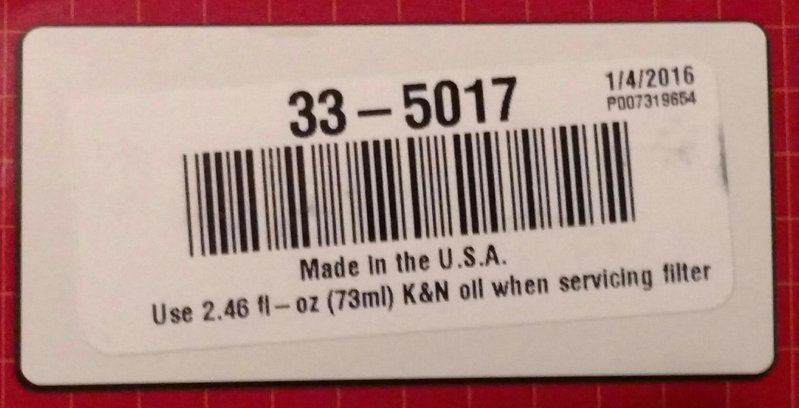 1/4/2016
33-5017
P007319654
Made in the U.S.A.
Use 2.46 fl-oz (73ml) K&N oil when servicing filter